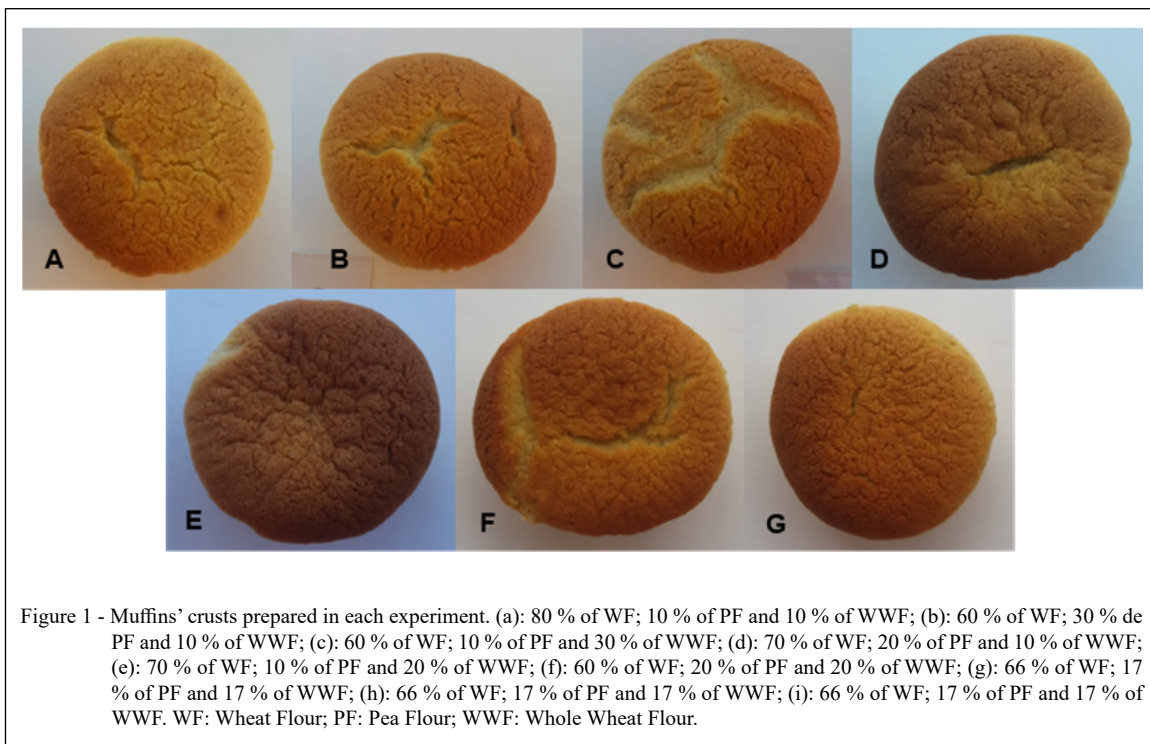 A
B
C
D
E
F
G
Figure 1 - Muffins' crusts prepared in each experiment. (a): 80 % of WF; 10 % of PF and 10 % of WWF; (b): 60 % of WF; 30 % de
PF and 10 % of WWF; (c): 60 % of WF; 10 % of PF and 30 % of WWF; (d): 70 % of WF; 20 % of PF and 10 % of WWF;
(e): 70 % of WF; 10 % of PF and 20 % of WWF; (f): 60 % of WF; 20 % of PF and 20 % of WWF; (g): 66 % of WF; 17
% of PF and 17 % of WWF; (h): 66 % of WF; 17 % of PF and 17 % of WWF; (i): 66 % of WF; 17 % of PF and 17 % of
WWF. WF: Wheat Flour; PF: Pea Flour; WWF: Whole Wheat Flour.